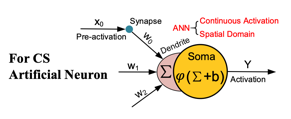 X₀
Synapse
Pre-activation
W₀
Dendrite
ANN
Continuous Activation
Spatial Domain
For CS
Artificial Neuron
W₁
W₂
Σ
Soma
φ(Σ+b)
Y
Activation